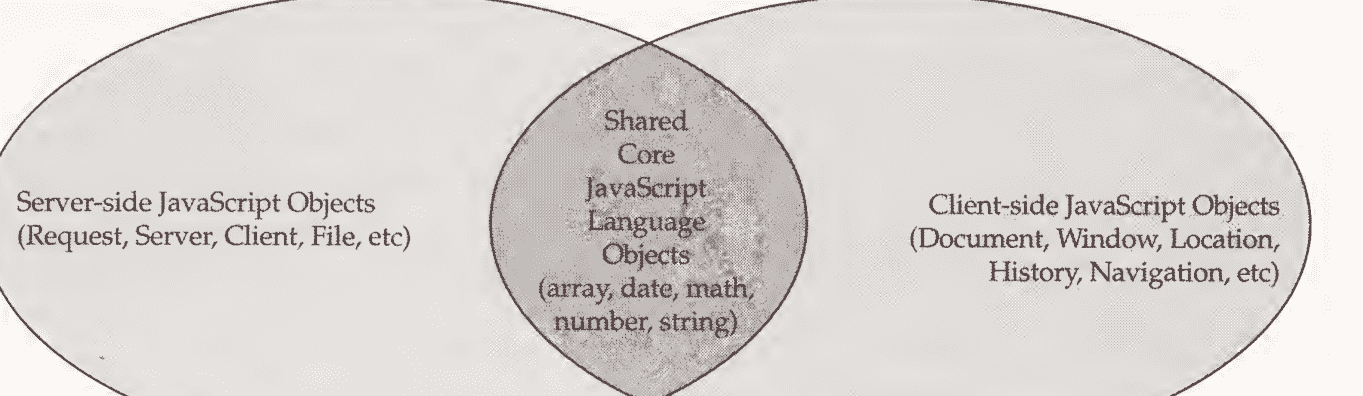 Server-side JavaScript Objects
(Request, Server, Client, File, etc)
Shared
Core
JavaScript
Language
Objects
(array, date, math,
number, string)
Client-side JavaScript Objects
(Document, Window, Location,
History, Navigation, etc)